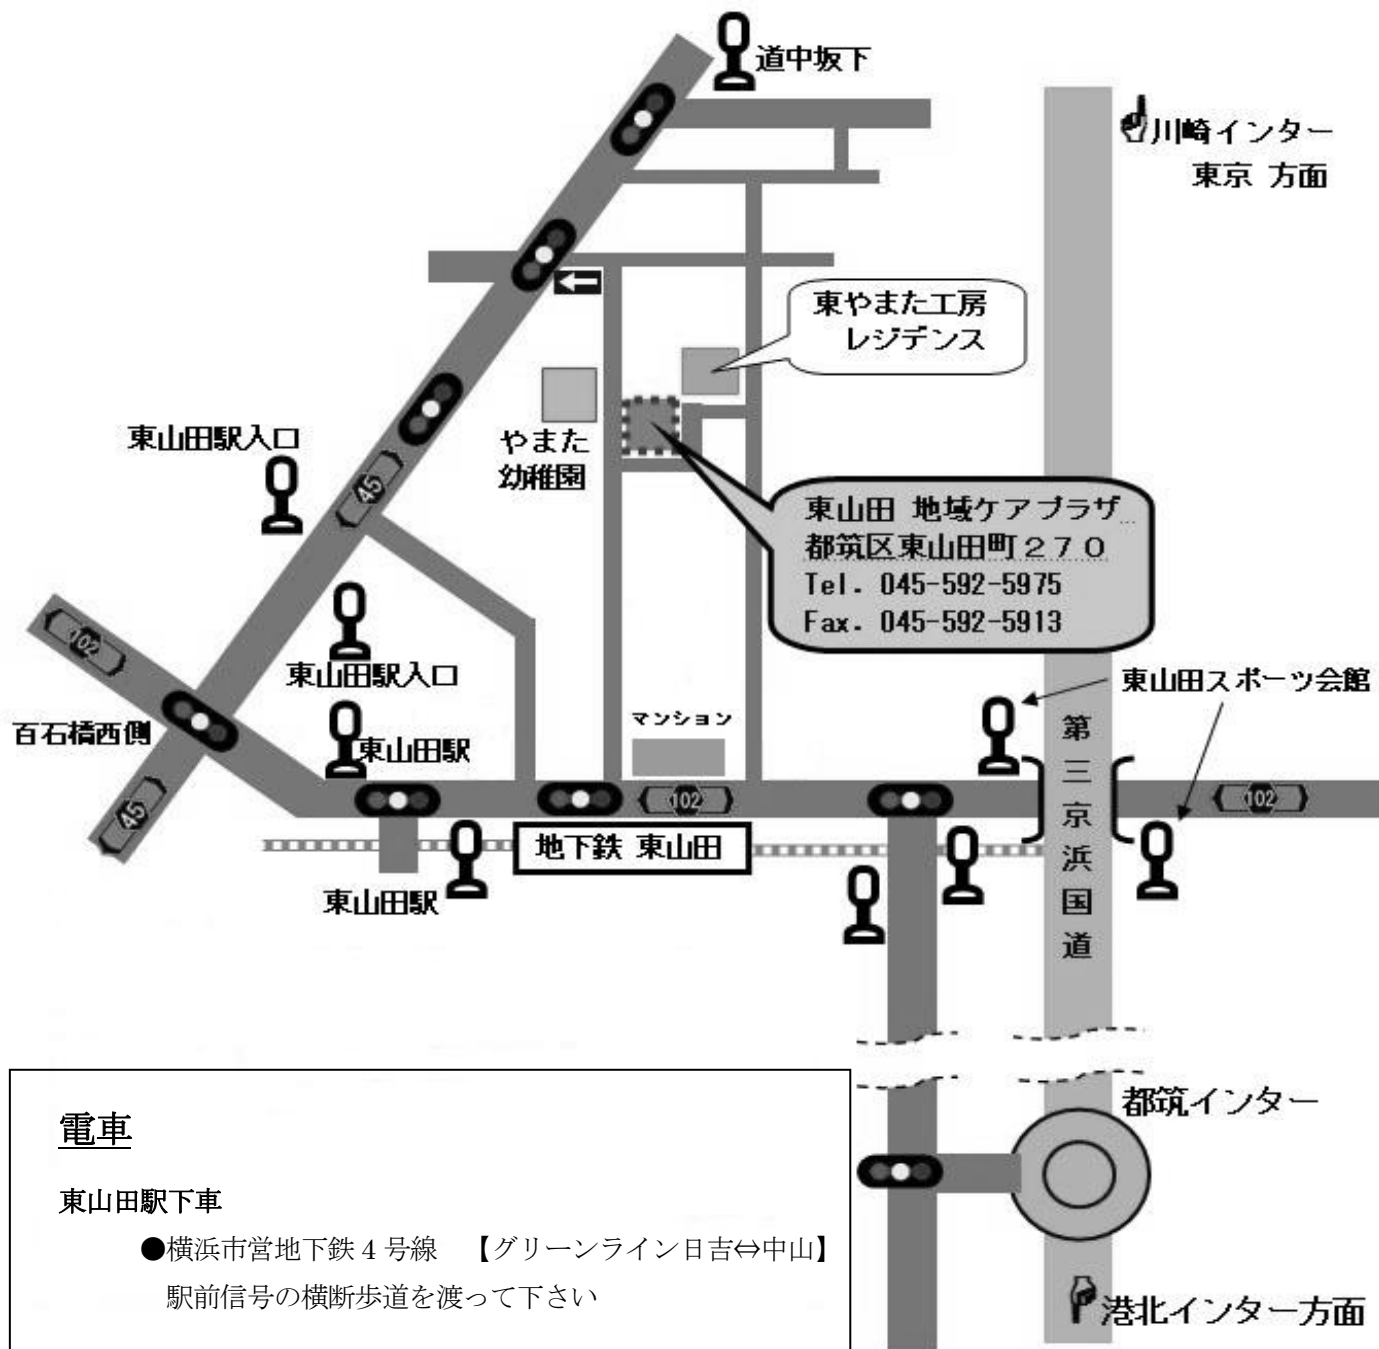 道中坂下
川崎インター
東京 方面
東やまた工房
レジデンス
東山田駅入口
やまた
幼稚園
45
東山田 地域ケアプラザ
都筑区東山田町270
Tel. 045-592-5975
Fax. 045-592-5913
102
東山田駅入口
東山田スポーツ会館
百石橋西側
東山田駅
マンション
第三京浜国道
45
102
102
地下鉄 東山田
東山田駅
都筑インター
港北インター方面
電車
東山田駅下車
●横浜市営地下鉄4号線 【グリーンライン日吉⇔中山】
駅前信号の横断歩道を渡って下さい